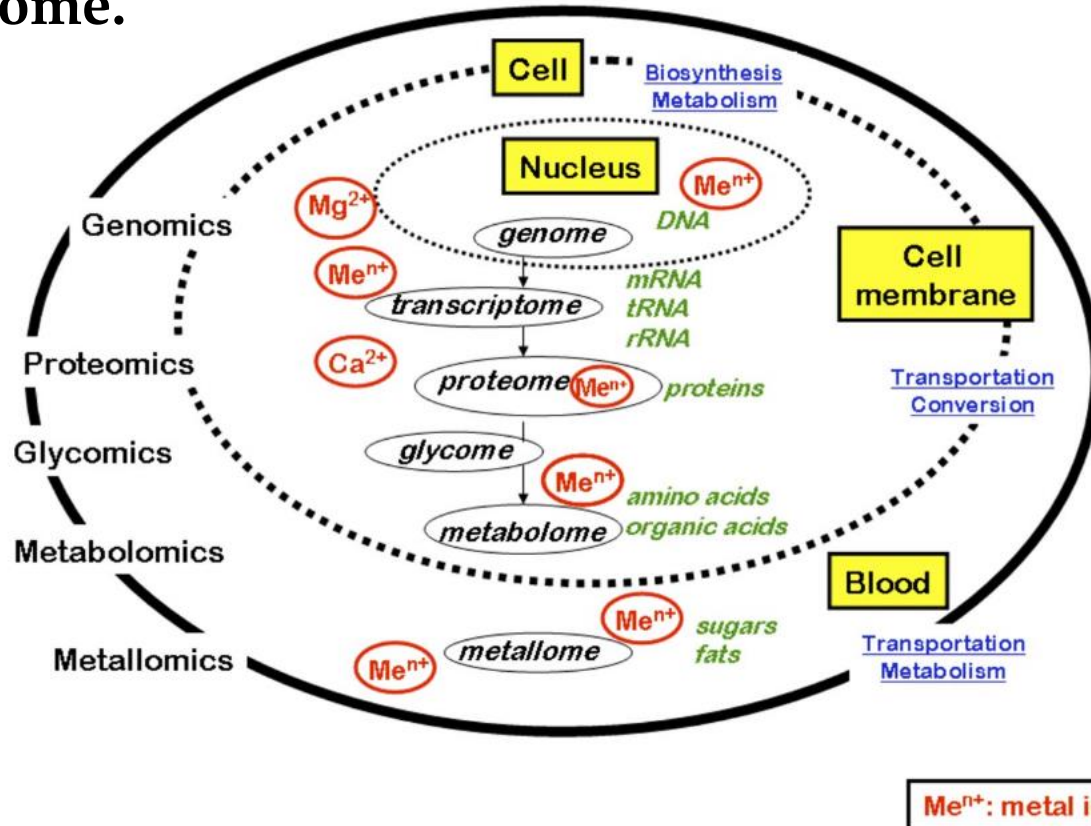 Cell
Biosynthesis
Metabolism
Nucleus
Meⁿ⁺
Mg²⁺
DNA
Genomics
genome
Cell
membrane
Meⁿ⁺
mRNA
transcriptome
tRNA
rRNA
Proteomics
Ca²⁺
proteome
Meⁿ⁺
proteins
Transportation
Conversion
Glycomics
glycome
Meⁿ⁺
amino acids
organic acids
metabolome
Metabolomics
Blood
Meⁿ⁺
sugars
fats
metallome
Meⁿ⁺
Metallomics
Transportation
Metabolism
Meⁿ⁺: metal